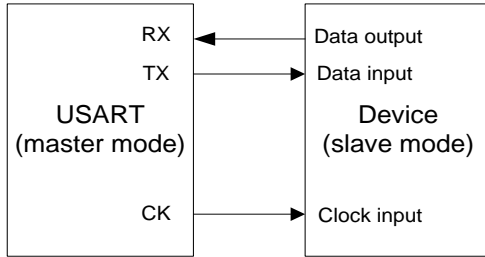 RX
Data output
TX
Data input
USART
(master mode)
Device
(slave mode)
CK
Clock input